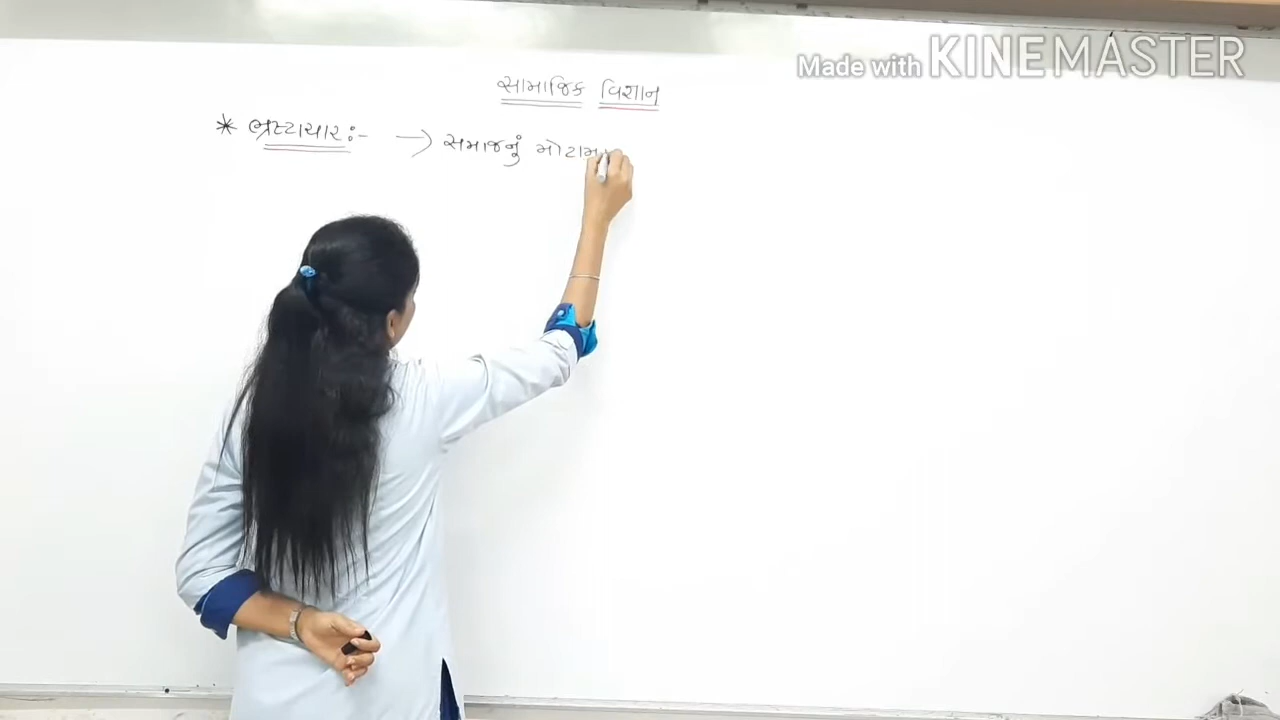 Made with KINEMASTER
સામાજિક વિજ્ઞાન
* ભ્રષ્ટાચાર :- → સમાજનું